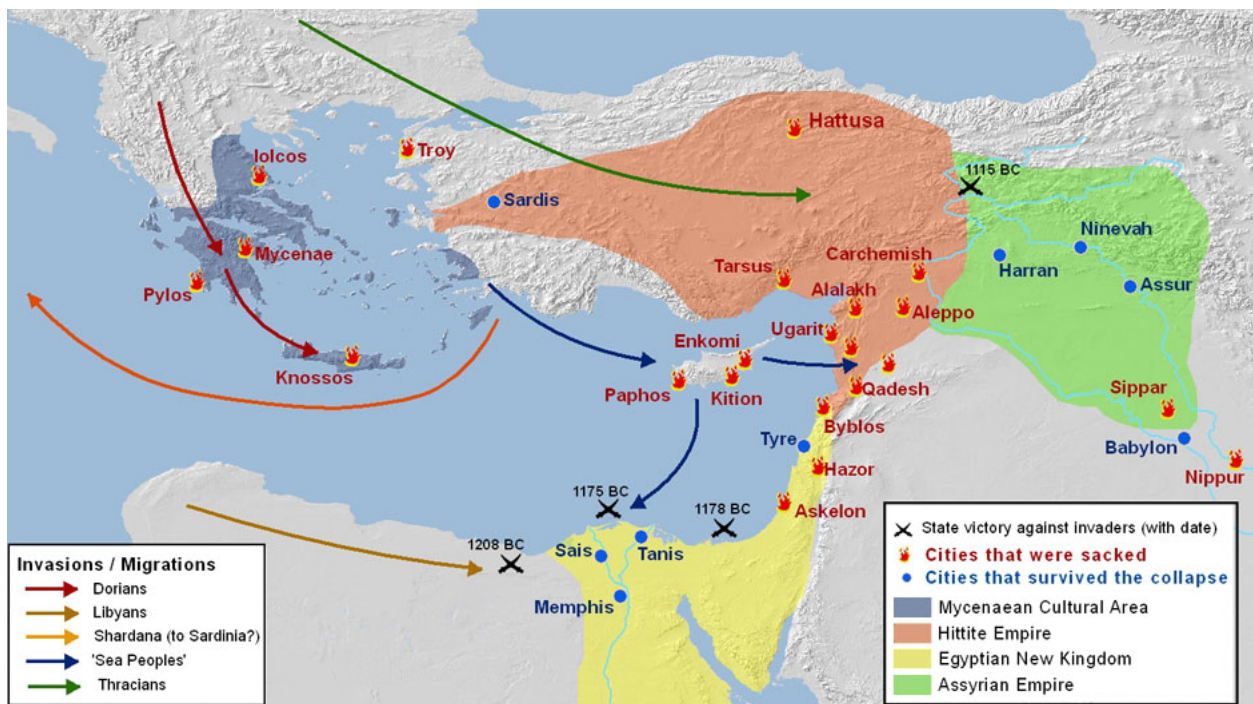 Hattusa
Iolcos
Troy
1115 BC
Sardis
Mycenae
Ninevah
Harran
Carchemish
Tarsus
Pylos
Assur
Alalakh
Aleppo
Ugarit
Enkomi
Knossos
Paphos
Kition
Qadesh
Sippar
Byblos
Tyre
Babylon
Hazor
Nippur
1175 BC
1178 BC
Askelon
1208 BC
Sais
Tanis
Memphis
Invasions / Migrations
Dorians
Libyans
Shardana (to Sardinia?)
'Sea Peoples'
Thracians
State victory against invaders (with date)
Cities that were sacked
Cities that survived the collapse
Mycenaean Cultural Area
Hittite Empire
Egyptian New Kingdom
Assyrian Empire